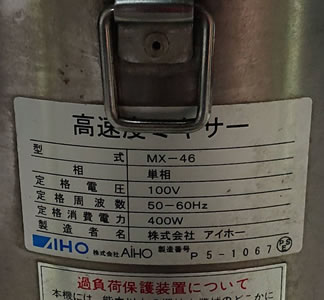 高速度ミキサー
型式 MX-46
相 単相
定格電圧 100V
定格周波数 50-60Hz
定格消費電力 400W
製造者名 株式会社 アイホー
AIHO 株式会社 AiHO 製造番号 P5-1067
過負荷保護装置について